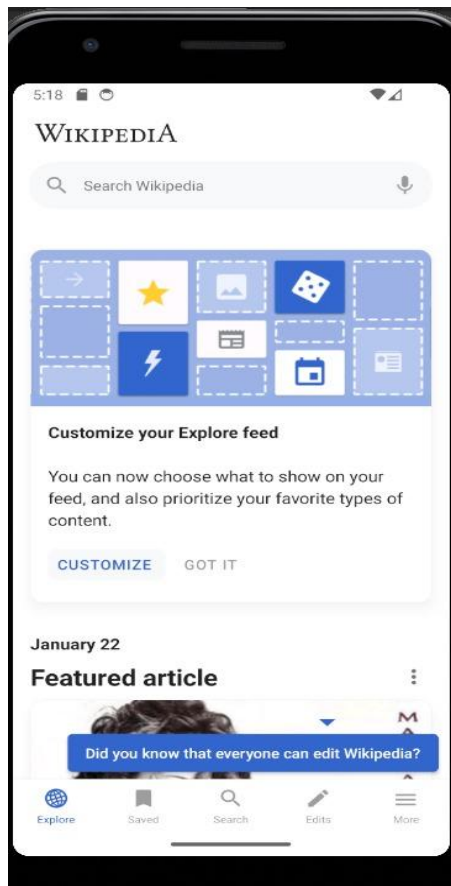 5:18
WIKIPEDIA
Search Wikipedia
Customize your Explore feed
You can now choose what to show on your
feed, and also prioritize your favorite types of
content.
CUSTOMIZE GOT IT
January 22
Featured article
M
Did you know that everyone can edit Wikipedia?
Explore Saved Search Edits More